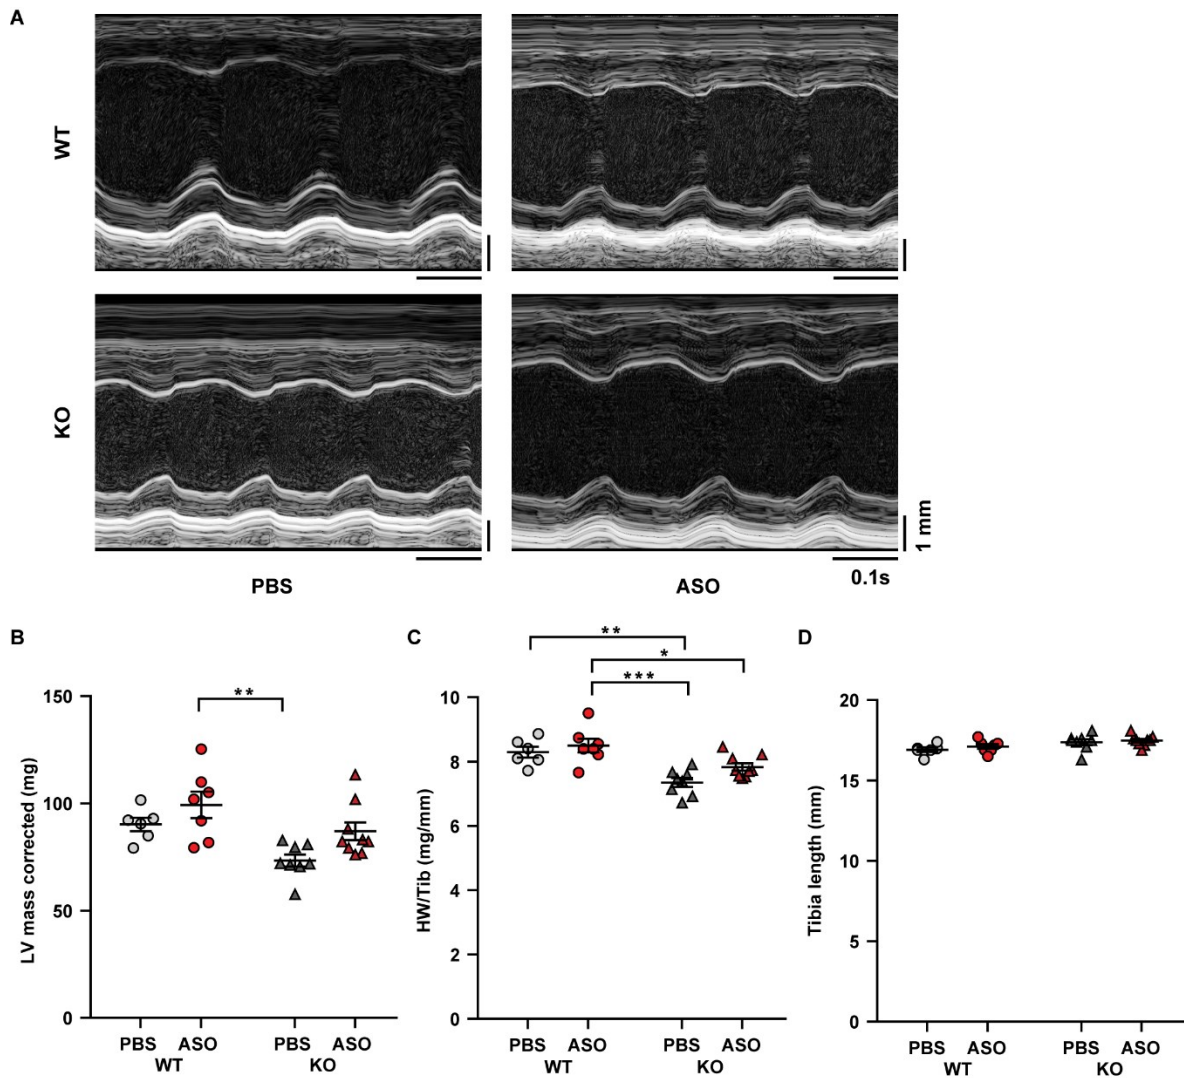 A
WT
KO
1 mm
0.1s
PBS
ASO
B
C
D
**
**
*
***
LV mass corrected (mg)
150
100
50
0
PBS
ASO
PBS
ASO
WT
KO
HW/Tib (mg/mm)
10
8
6
4
2
0
PBS
ASO
PBS
ASO
WT
KO
Tibia length (mm)
20
15
10
5
0
PBS
ASO
PBS
ASO
WT
KO